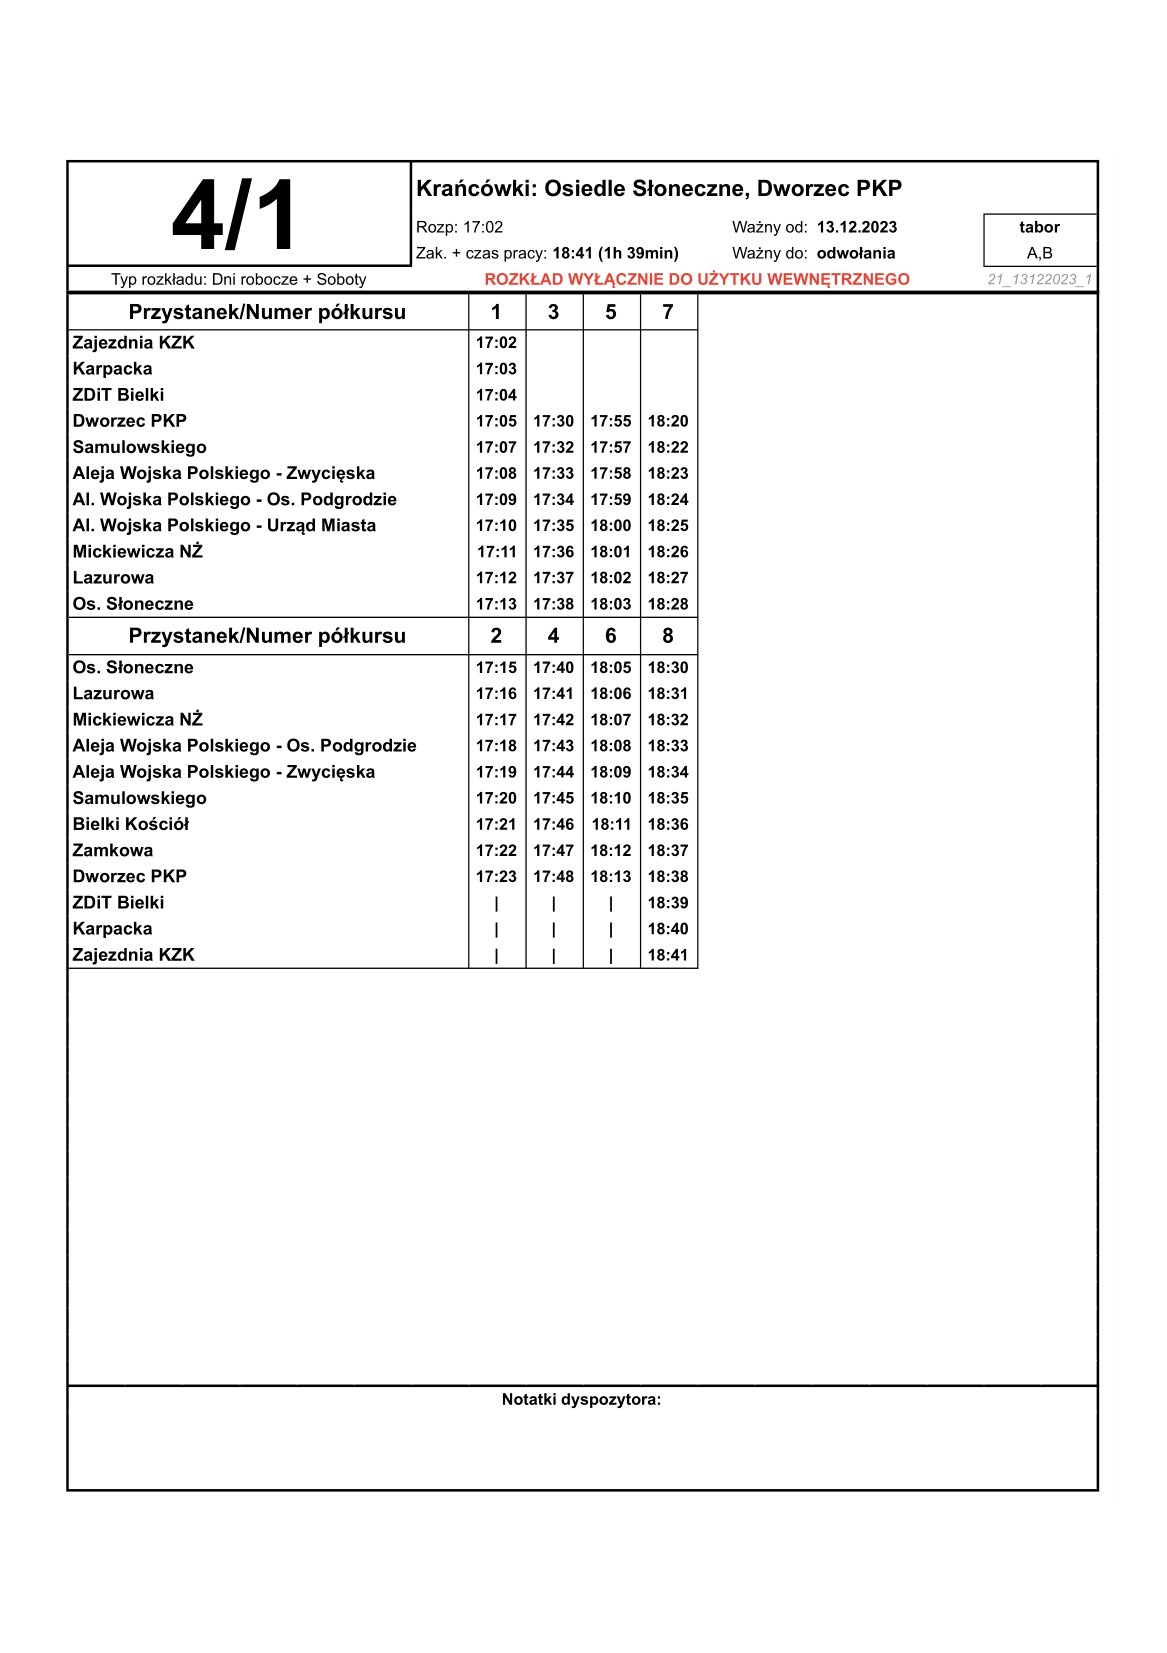 4/1
Krańcówki: Osiedle Słoneczne, Dworzec PKP
Rozp: 17:02 Ważny od: 13.12.2023 tabor
Zak. + czas pracy: 18:41 (1h 39min) Ważny do: odwołania A,B
Typ rozkładu: Dni robocze + Soboty ROZKŁAD WYŁĄCZNIE DO UŻYTKU WEWNĘTRZNEGO 21_13122023_1
Przystanek/Numer półkursu 1 3 5 7
Zajezdnia KZK 17:02
Karpacka 17:03
ZDiT Bielki 17:04
Dworzec PKP 17:05 17:30 17:55 18:20
Samulowskiego 17:07 17:32 17:57 18:22
Aleja Wojska Polskiego - Zwycięska 17:08 17:33 17:58 18:23
Al. Wojska Polskiego - Os. Podgrodzie 17:09 17:34 17:59 18:24
Al. Wojska Polskiego - Urząd Miasta 17:10 17:35 18:00 18:25
Mickiewicza NŻ 17:11 17:36 18:01 18:26
Lazurowa 17:12 17:37 18:02 18:27
Os. Słoneczne 17:13 17:38 18:03 18:28
Przystanek/Numer półkursu 2 4 6 8
Os. Słoneczne 17:15 17:40 18:05 18:30
Lazurowa 17:16 17:41 18:06 18:31
Mickiewicza NŻ 17:17 17:42 18:07 18:32
Aleja Wojska Polskiego - Os. Podgrodzie 17:18 17:43 18:08 18:33
Aleja Wojska Polskiego - Zwycięska 17:19 17:44 18:09 18:34
Samulowskiego 17:20 17:45 18:10 18:35
Bielki Kościół 17:21 17:46 18:11 18:36
Zamkowa 17:22 17:47 18:12 18:37
Dworzec PKP 17:23 17:48 18:13 18:38
ZDiT Bielki | | | 18:39
Karpacka | | | 18:40
Zajezdnia KZK | | | 18:41
Notatki dyspozytora: